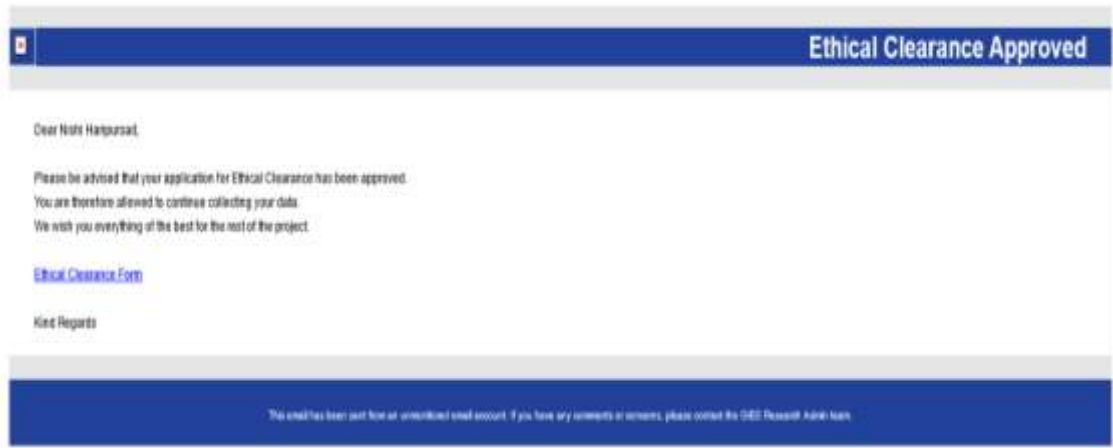 Ethical Clearance Approved
Dear Nishi Haripursad,
Please be advised that your application for Ethical Clearance has been approved.
You are therefore allowed to continue collecting your data.
We wish you everything of the best for the rest of the project.
Ethical Clearance Form
Kind Regards
This email has been sent from an unmonitored email account. If you have any comments or concerns, please contact the GIBS Research Admin team.